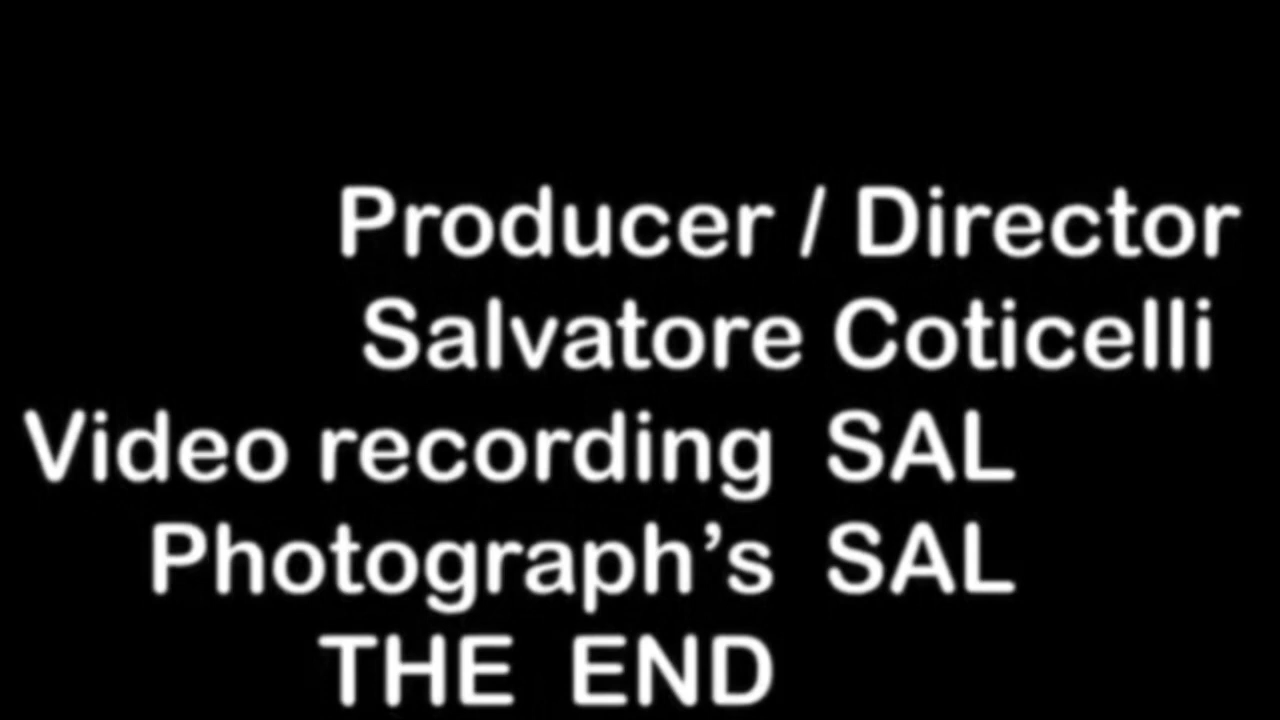 Producer / Director
Salvatore Coticelli
Video recording SAL
Photograph’s SAL
THE END